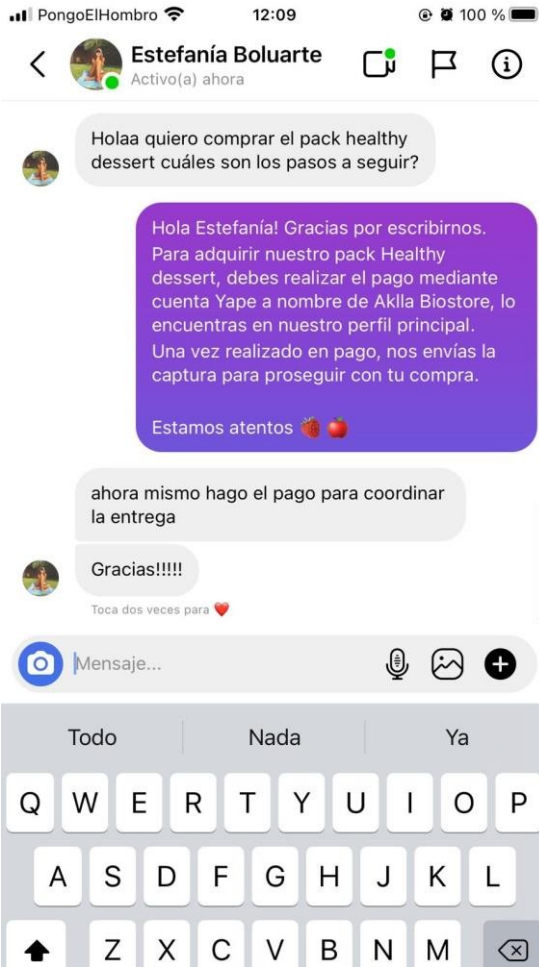 PongoElHombro 12:09 100 %
Estefanía Boluarte
Activo(a) ahora
Holaa quiero comprar el pack healthy
dessert cuáles son los pasos a seguir?
Hola Estefanía! Gracias por escribirnos.
Para adquirir nuestro pack Healthy
dessert, debes realizar el pago mediante
cuenta Yape a nombre de Aklla Biostore, lo
encuentras en nuestro perfil principal.
Una vez realizado en pago, nos envías la
captura para proseguir con tu compra.
Estamos atentos 🍓 🍎
ahora mismo hago el pago para coordinar
la entrega
Gracias!!!!!
Toca dos veces para ❤️
Mensaje...
Todo Nada Ya
Q W E R T Y U I O P
A S D F G H J K L
Z X C V B N M